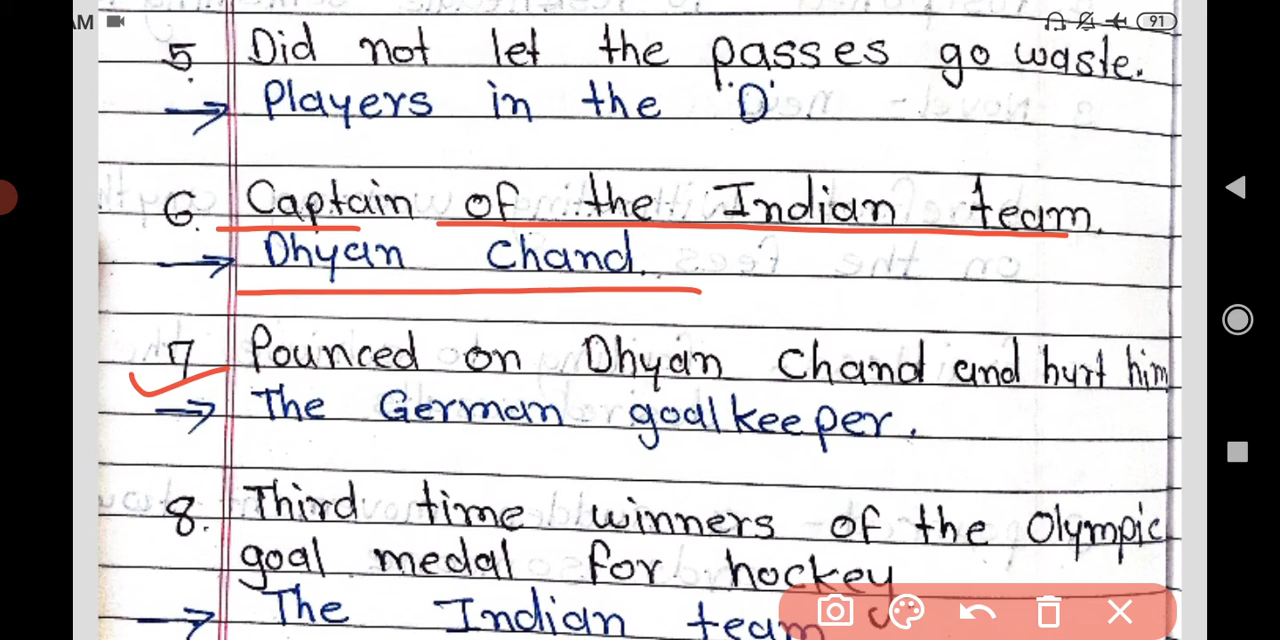 AM
91
5. Did not let the passes go waste.
→ Players in the 'D'
6. Captain of the Indian team.
→ Dhyan Chand.
7 Pounced on Dhyan Chand and hurt him
→ The German goalkeeper.
8. Third time winners of the Olympic
goal medal for hockey
→ The Indian team